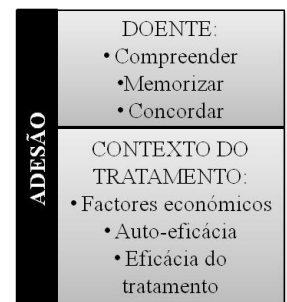 ADESÃO
DOENTE:
• Compreender
•Memorizar
• Concordar
CONTEXTO DO
TRATAMENTO:
• Factores económicos
• Auto-eficácia
• Eficácia do
tratamento